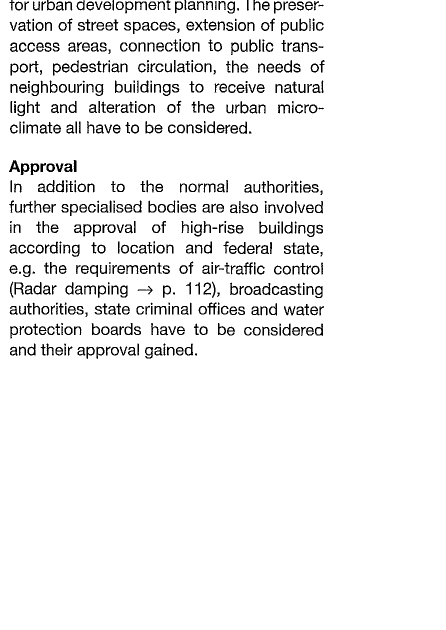 for urban development planning. The preser-
vation of street spaces, extension of public
access areas, connection to public trans-
port, pedestrian circulation, the needs of
neighbouring buildings to receive natural
light and alteration of the urban micro-
climate all have to be considered.
Approval
In addition to the normal authorities,
further specialised bodies are also involved
in the approval of high-rise buildings
according to location and federal state,
e.g. the requirements of air-traffic control
(Radar damping → p. 112), broadcasting
authorities, state criminal offices and water
protection boards have to be considered
and their approval gained.